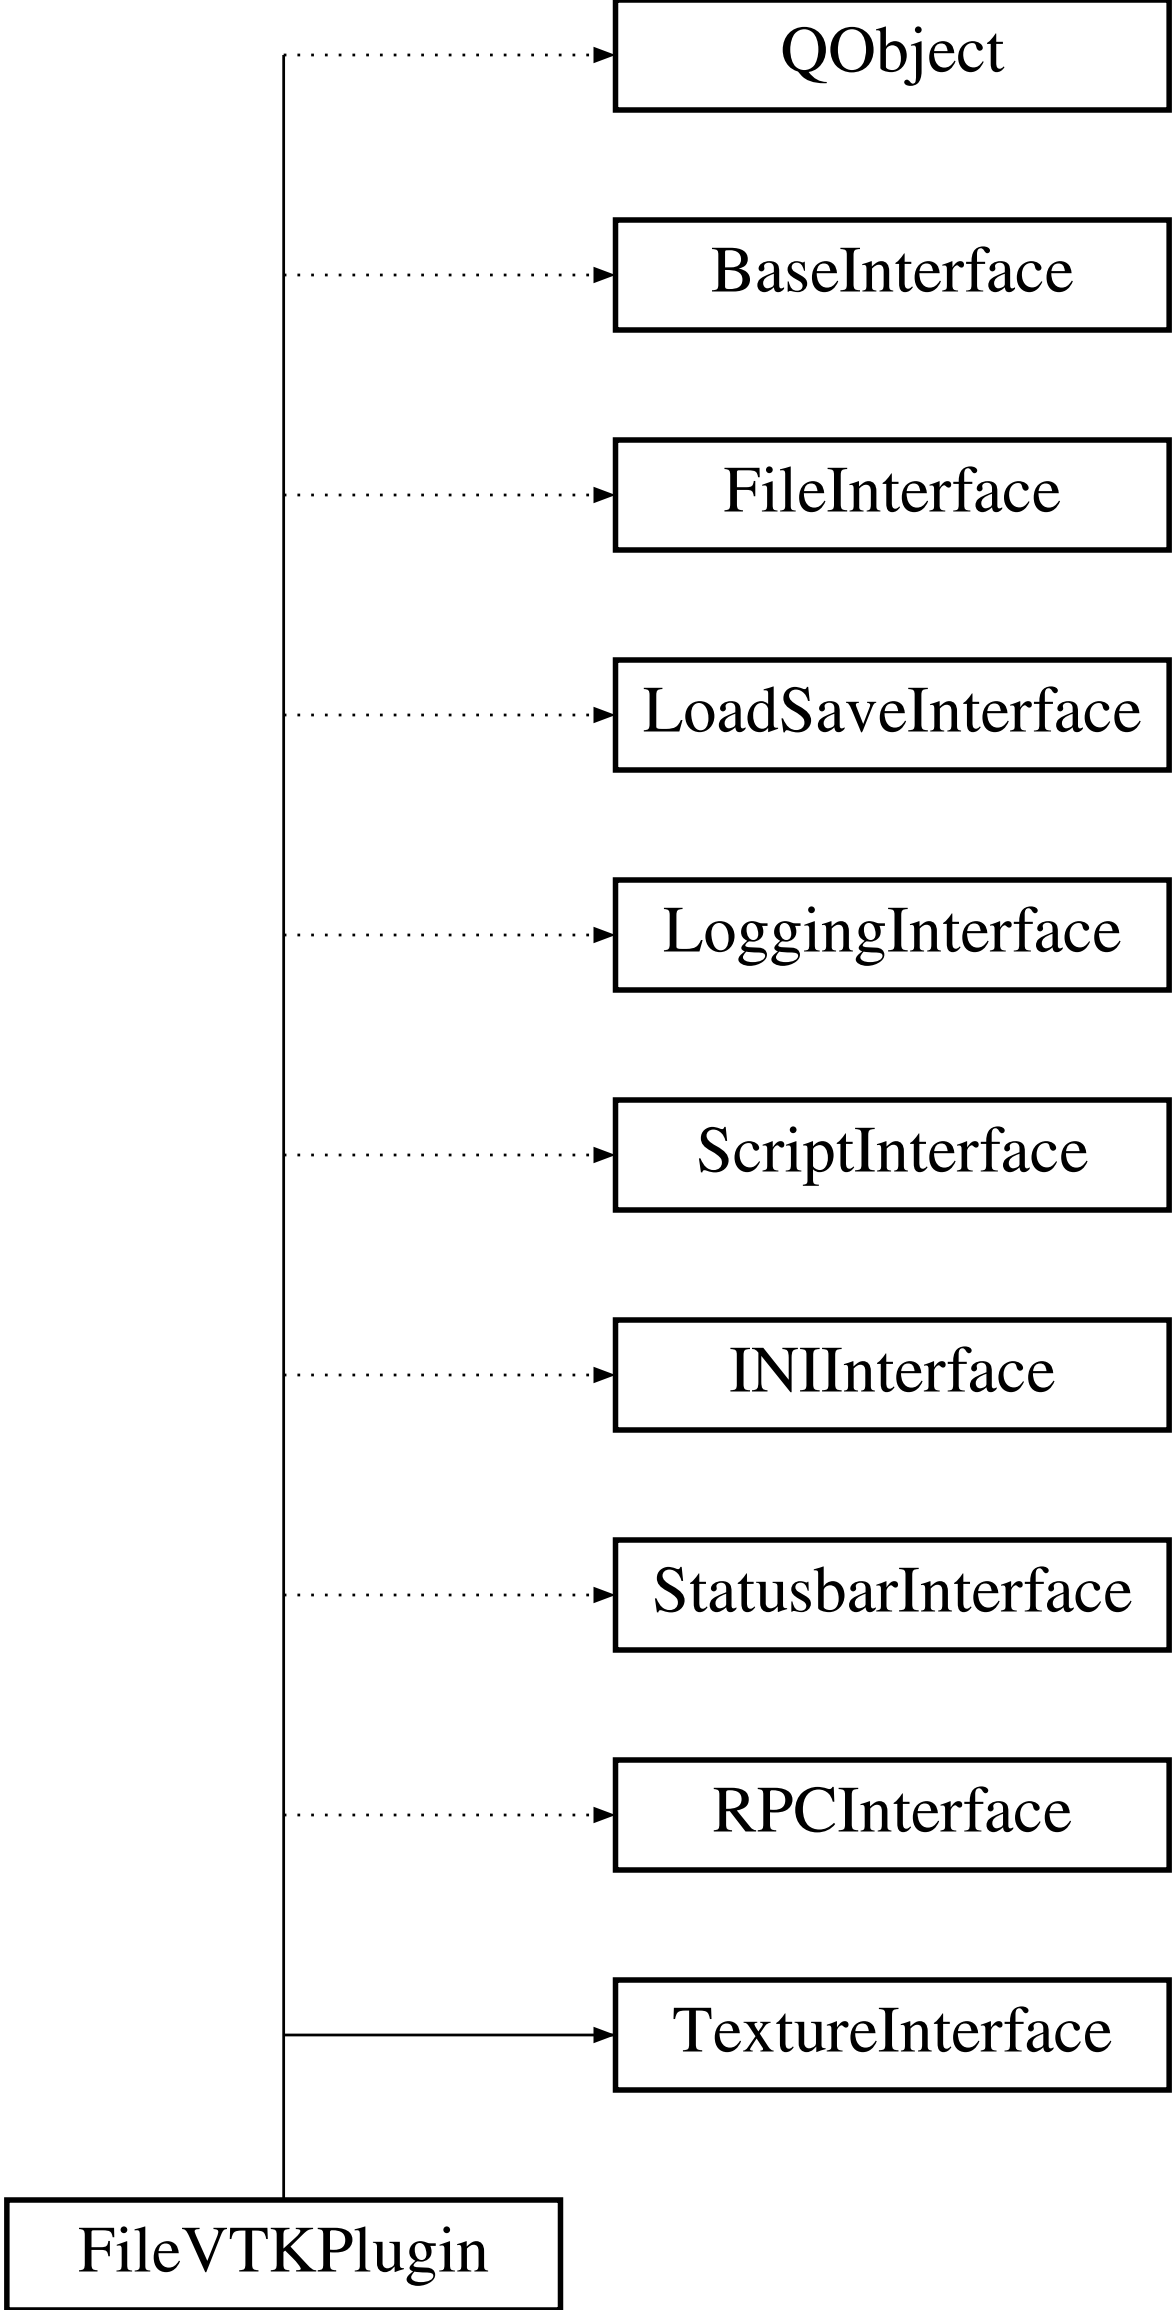 QObject
BaseInterface
FileInterface
LoadSaveInterface
LoggingInterface
ScriptInterface
INIInterface
StatusbarInterface
RPCInterface
TextureInterface
FileVTKPlugin